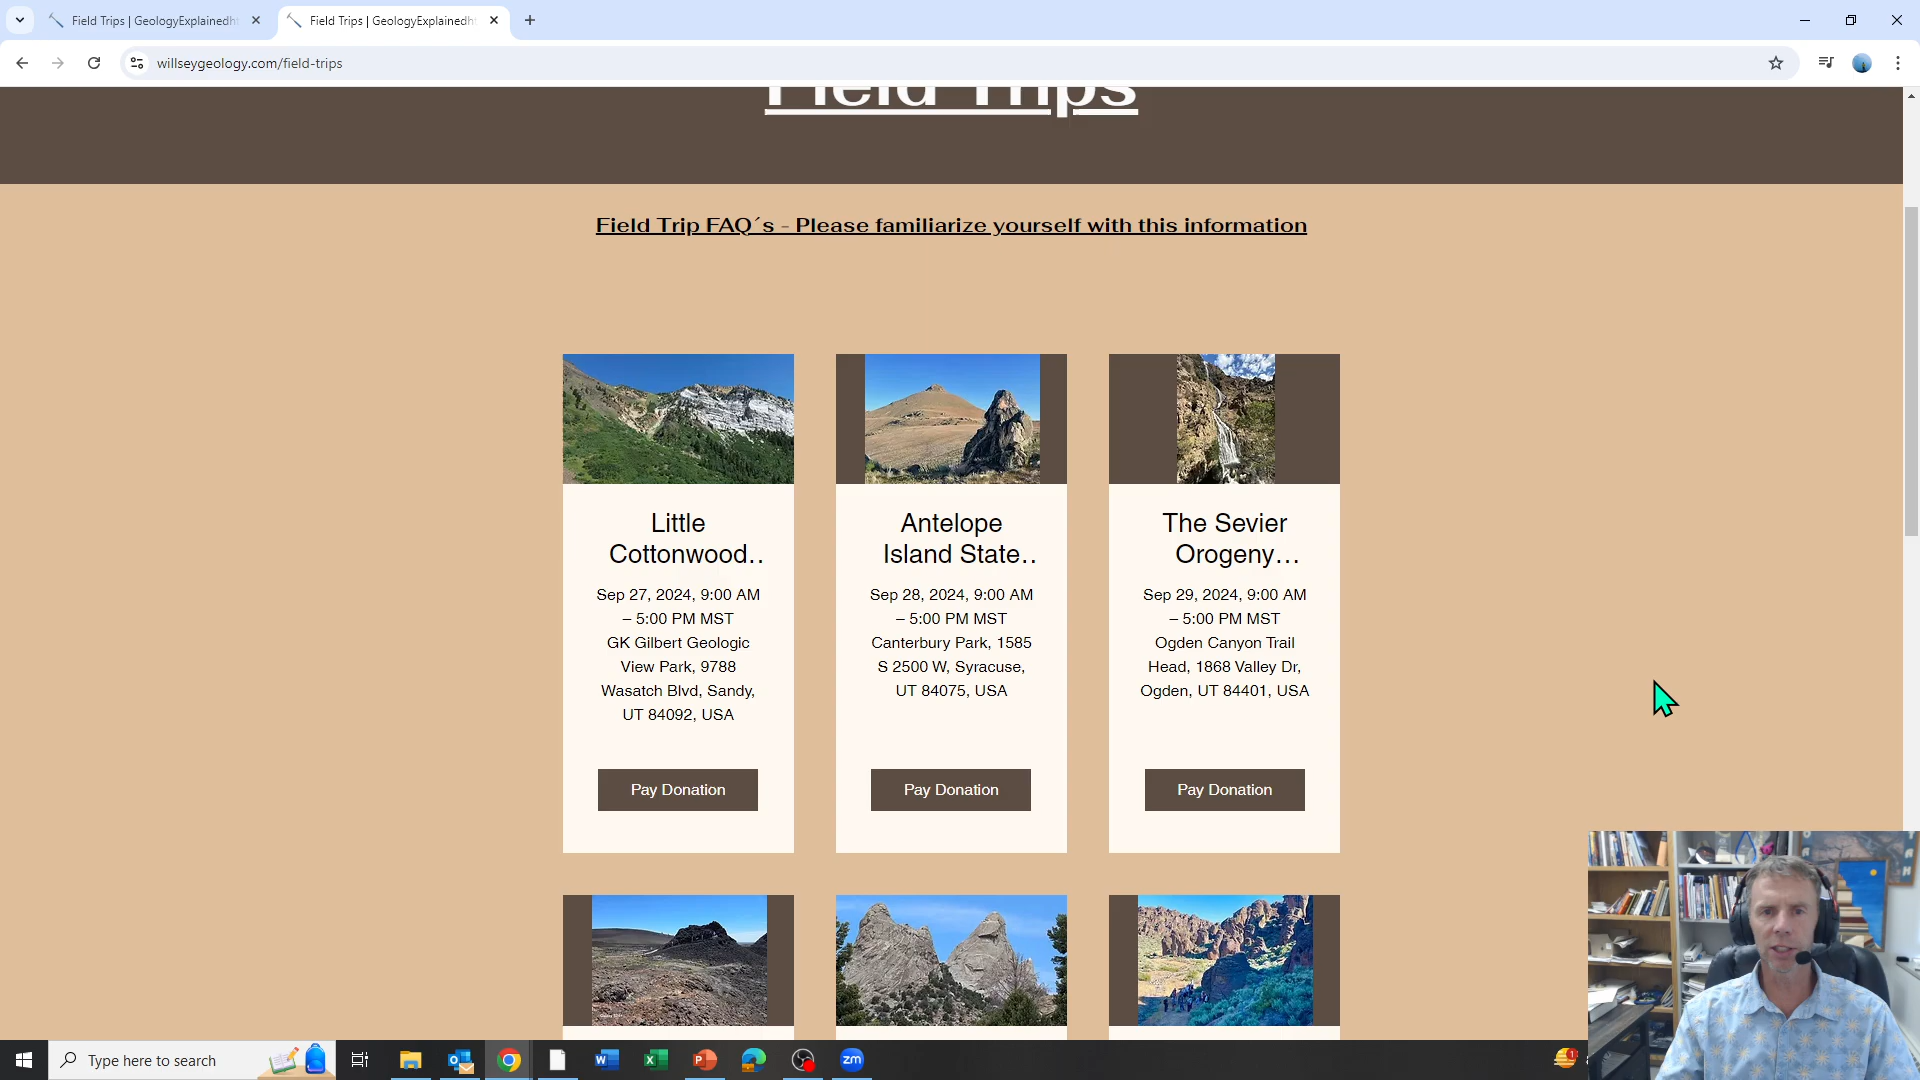 Field Trips | GeologyExplainedh
Field Trips | GeologyExplainedh
willseygeology.com/field-trips
Field Trips
Field Trip FAQ´s - Please familiarize yourself with this information
Little
Cottonwood..
Sep 27, 2024, 9:00 AM
– 5:00 PM MST
GK Gilbert Geologic
View Park, 9788
Wasatch Blvd, Sandy,
UT 84092, USA
Pay Donation
Antelope
Island State..
Sep 28, 2024, 9:00 AM
– 5:00 PM MST
Canterbury Park, 1585
S 2500 W, Syracuse,
UT 84075, USA
Pay Donation
The Sevier
Orogeny...
Sep 29, 2024, 9:00 AM
– 5:00 PM MST
Ogden Canyon Trail
Head, 1868 Valley Dr,
Ogden, UT 84401, USA
Pay Donation
Type here to search
zm
1